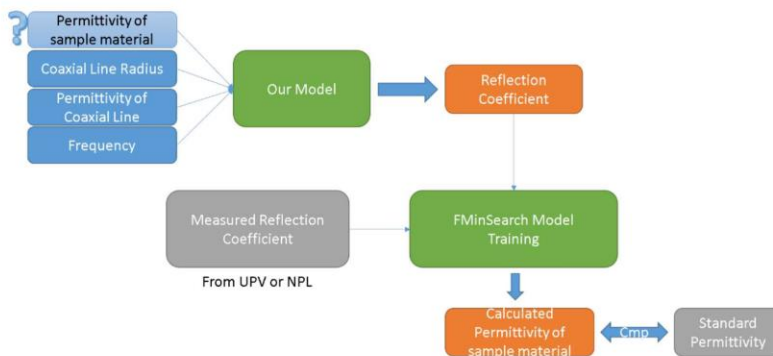 ?
Permittivity of
sample material
Coaxial Line Radius
Permittivity of
Coaxial Line
Frequency
Our Model
Reflection
Coefficient
Measured Reflection
Coefficient
From UPV or NPL
FMinSearch Model
Training
Calculated
Permittivity of
sample material
Cmp
Standard
Permittivity